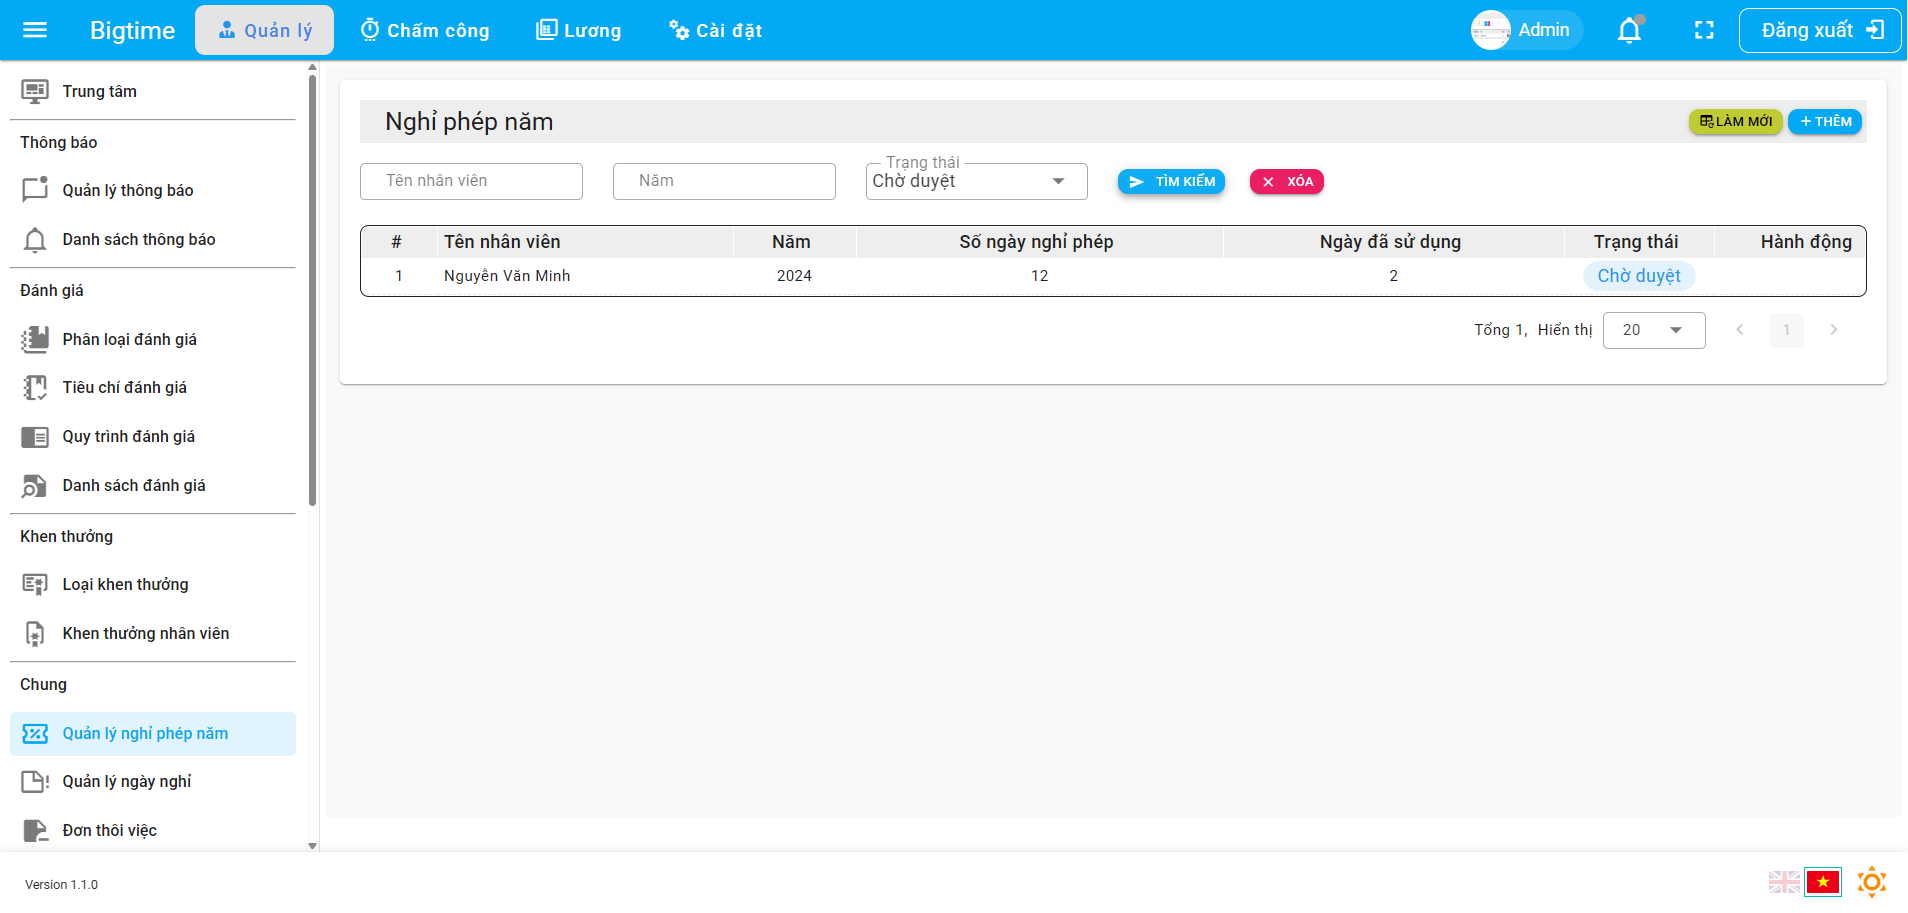 Bigtime Quản lý Chấm công Lương Cài đặt Admin Đăng xuất
Trung tâm
Thông báo
Quản lý thông báo
Danh sách thông báo
Đánh giá
Phân loại đánh giá
Tiêu chí đánh giá
Quy trình đánh giá
Danh sách đánh giá
Khen thưởng
Loại khen thưởng
Khen thưởng nhân viên
Chung
Quản lý nghỉ phép năm
Quản lý ngày nghỉ
Đơn thôi việc
Nghỉ phép năm LÀM MỚI THÊM
Trạng thái
Tên nhân viên Năm Chờ duyệt TÌM KIẾM XÓA
# Tên nhân viên Năm Số ngày nghỉ phép Ngày đã sử dụng Trạng thái Hành động
1 Nguyễn Văn Minh 2024 12 2 Chờ duyệt
Tổng 1, Hiển thị 20 1
Version 1.1.0